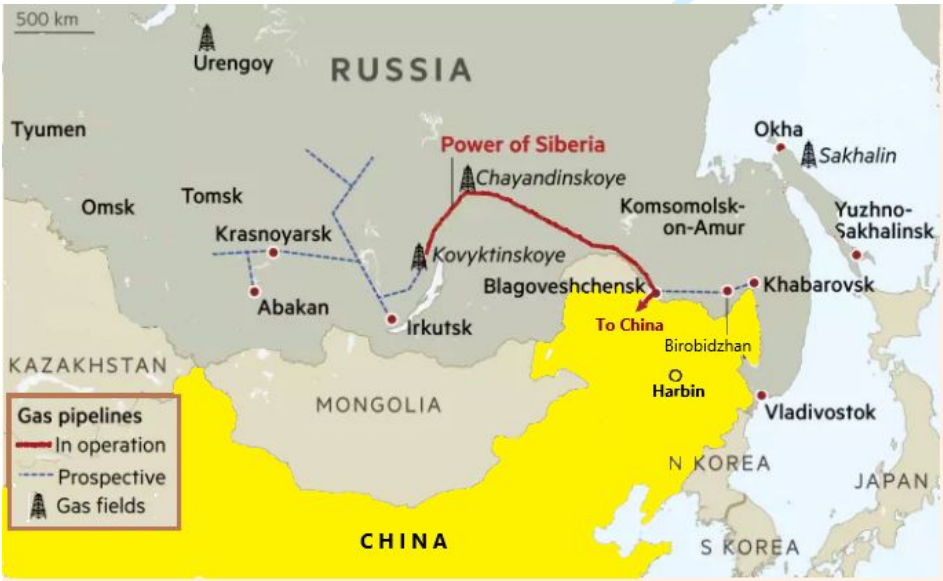 500 km
Urengoy
RUSSIA
Tyumen
Okha
Sakhalin
Power of Siberia
Chayandinskoye
Omsk
Tomsk
Komsomolsk-
on-Amur
Yuzhno-
Sakhalinsk
Krasnoyarsk
Kovyktinskoye
Abakan
Irkutsk
Blagoveshchensk
Khabarovsk
To China
Birobidzhan
KAZAKHSTAN
MONGOLIA
Harbin
Vladivostok
Gas pipelines
In operation
Prospective
Gas fields
N KOREA
JAPAN
CHINA
S KOREA